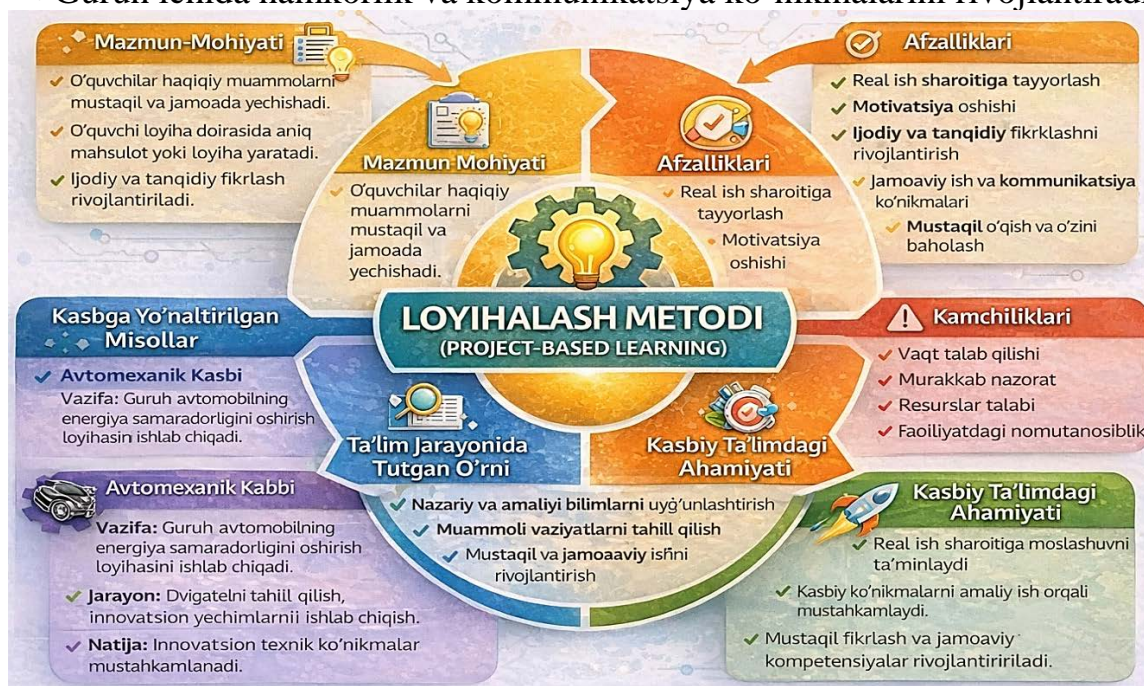 Guruh ichida hamkorlik va kommunikatsiya ko'nikmalarini rivojlantiradi
Mazmun-Mohiyati
O'quvchilar haqiqiy muammolarni
mustaqil va jamoada yechishadi.
O'quvchi loyiha doirasida aniq
mahsulot yoki loyiha yaratadi.
Ijodiy va tanqidiy fikrlash
rivojlantiriladi.
Mazmun-Mohiyati
O'quvchilar haqiqiy
muammolarni
mustaqil va
jamoada
yechishadi.
Afzalliklari
Real ish sharoitiga
tayyorlash
Motivatsiya
oshishi
Afzalliklari
Real ish sharoitiga tayyorlash
Motivatsiya oshishi
Ijodiy va tanqidiy fikrklashni
rivojlantirish
Jamoaviy ish va kommunikatsiya
ko'nikmalari
Mustaqil o'qish va o'zini
baholash
LOYIHALASH METODI
(PROJECT-BASED LEARNING)
Kasbga Yo'naltirilgan
Misollar
Avtomexanik Kasbi
Vazifa: Guruh avtomobilning
energiya samaradorligini oshirish
loyihasin ishlab chiqadi.
Kamchiliklari
Vaqt talab qilishi
Murakkab nazorat
Resurslar talabi
Faoiliyatdagi nomutanosiblik
Ta'lim Jarayonida
Tutgan O'rni
Kasbiy Ta'limdagi
Ahamiyati
Nazariy va amaliyi bilimlarni uyğ'unlashtirish
Muammoli vaziyatlarni tahill qilish
Mustaqil va jamoaaviy ishni
rivojlantirish
Avtomexanik Kabbi
Vazifa: Guruh avtomobilning
energiya samaradorligini oshirish
loyihasini ishlab chiqadi.
Jarayon: Dvigatelni tahill qilish,
innovatsion yechimlarnii ishlab chiqish.
Natija: Innovatsion texnik ko'nikmalar
mustahkamlanadi.
Kasbiy Ta'limdagi
Ahamiyati
Real ish sharoitiga moslashuvni
ta'minlaydi
Kasbiy ko'nikmalarni amaliy ish orqali
mustahkamlaydi.
Mustaqil fikrlash va jamoaviy
kompetensiyalar rivojlantiririladi.